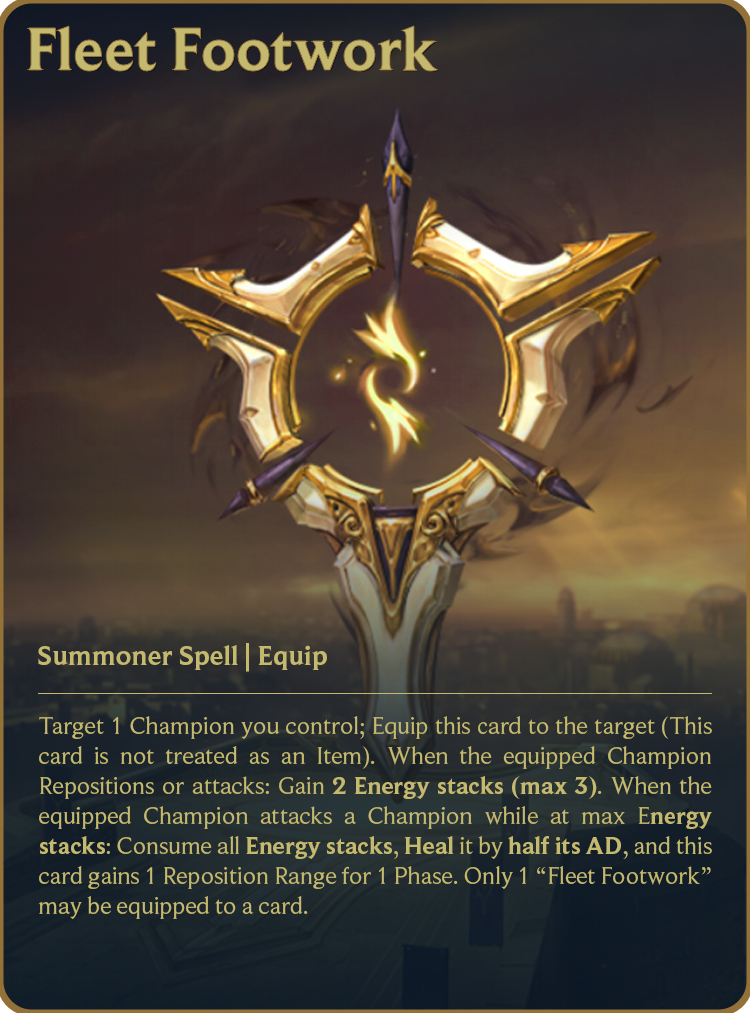 Fleet Footwork
Summoner Spell | Equip
Target 1 Champion you control; Equip this card to the target (This
card is not treated as an Item). When the equipped Champion
Repositions or attacks: Gain 2 Energy stacks (max 3). When the
equipped Champion attacks a Champion while at max Energy
stacks: Consume all Energy stacks, Heal it by half its AD, and this
card gains 1 Reposition Range for 1 Phase. Only 1 “Fleet Footwork”
may be equipped to a card.